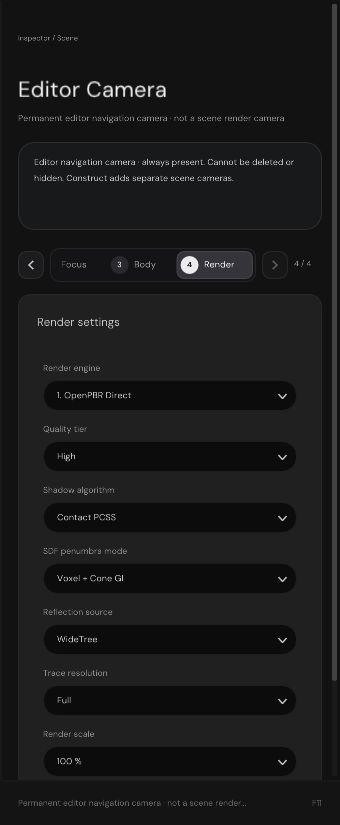 Inspector / Scene
Editor Camera
Permanent editor navigation camera · not a scene render camera
Editor navigation camera · always present. Cannot be deleted or
hidden. Construct adds separate scene cameras.
Focus 3 Body 4 Render 4 / 4
Render settings
Render engine
1. OpenPBR Direct
Quality tier
High
Shadow algorithm
Contact PCSS
SDF penumbra mode
Voxel + Cone GI
Reflection source
WideTree
Trace resolution
Full
Render scale
100 %
Permanent editor navigation camera · not a scene render... F11